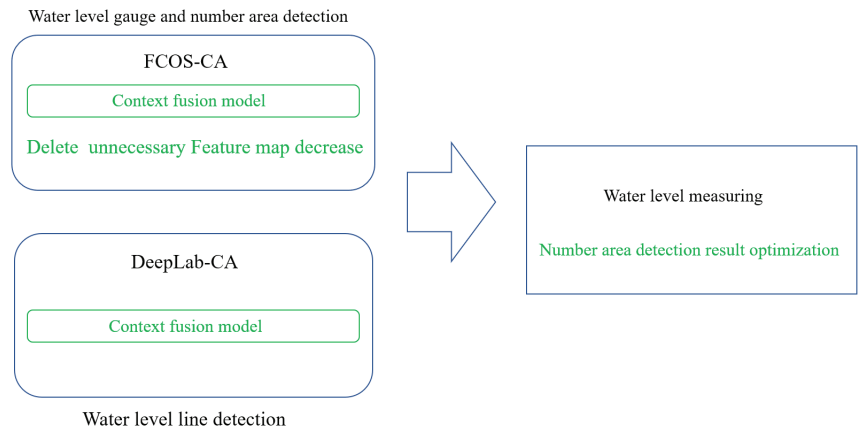 Water level gauge and number area detection
FCOS-CA
Context fusion model
Delete unnecessary Feature map decrease
DeepLab-CA
Context fusion model
Water level line detection
Water level measuring
Number area detection result optimization